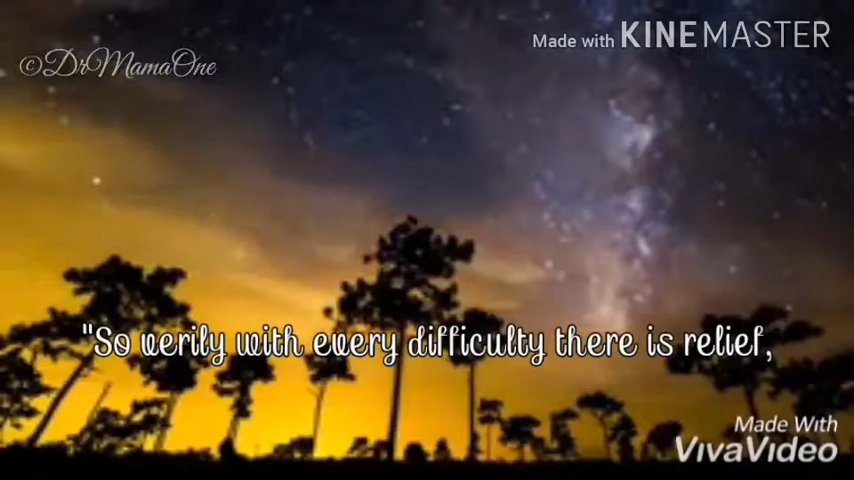 Made with KINEMASTER
©DrMamaOne
"So verily with every difficulty there is relief,
Made With
VivaVideo